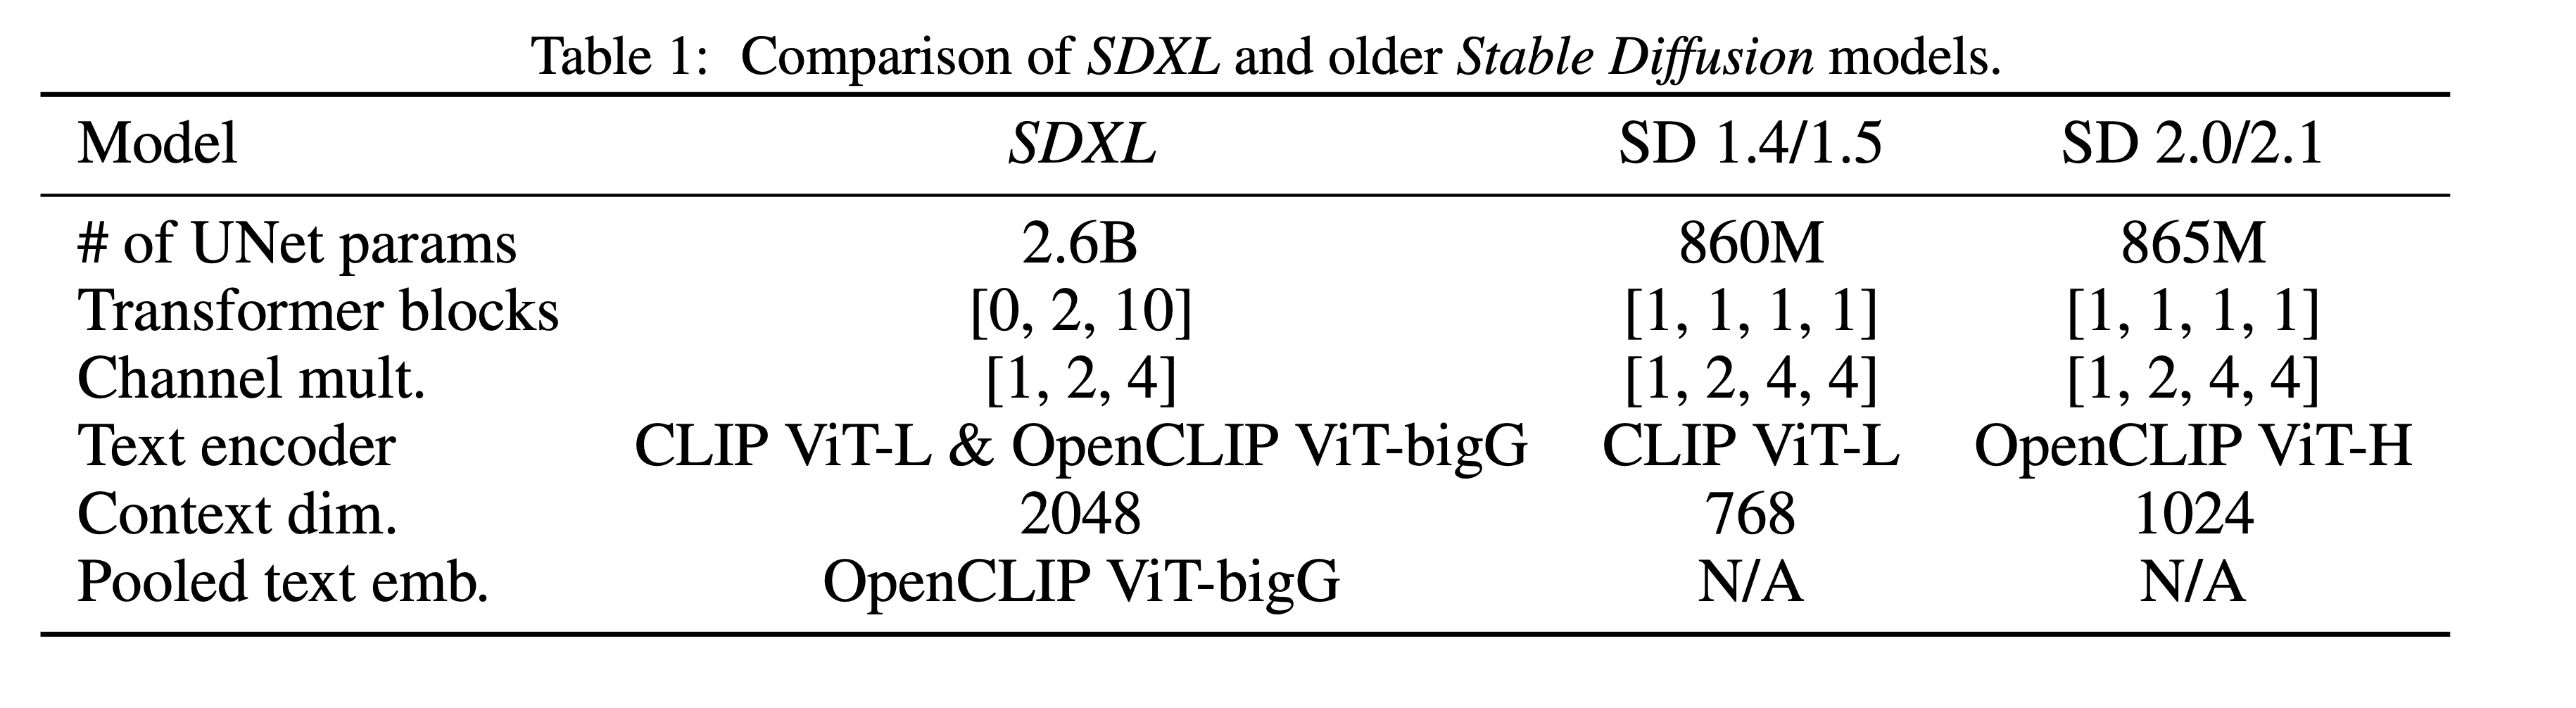 Table 1: Comparison of SDXL and older Stable Diffusion models.
Model SDXL SD 1.4/1.5 SD 2.0/2.1
# of UNet params 2.6B 860M 865M
Transformer blocks [0, 2, 10] [1, 1, 1, 1] [1, 1, 1, 1]
Channel mult. [1, 2, 4] [1, 2, 4, 4] [1, 2, 4, 4]
Text encoder CLIP ViT-L & OpenCLIP ViT-bigG CLIP ViT-L OpenCLIP ViT-H
Context dim. 2048 768 1024
Pooled text emb. OpenCLIP ViT-bigG N/A N/A